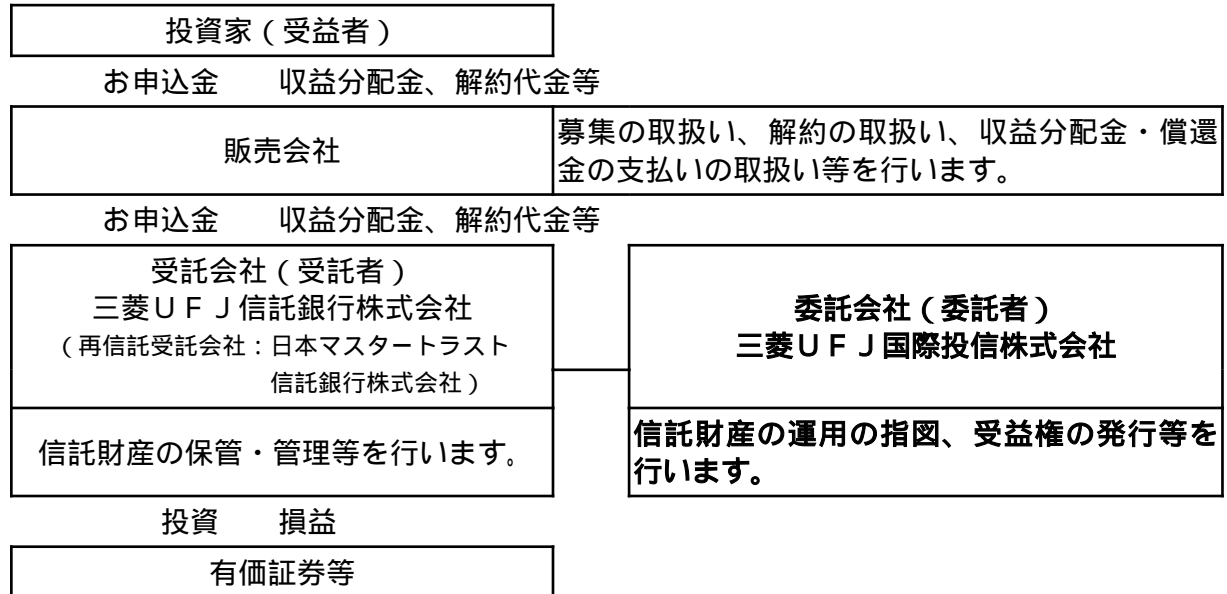 投資家（受益者）
お申込金　　収益分配金、解約代金等
販売会社
募集の取扱い、解約の取扱い、収益分配金・償還
金の支払いの取扱い等を行います。
お申込金　　収益分配金、解約代金等
受託会社（受託者）
三菱ＵＦＪ信託銀行株式会社
（再信託受託会社：日本マスタートラスト
信託銀行株式会社）
信託財産の保管・管理等を行います。
委託会社（委託者）
三菱ＵＦＪ国際投信株式会社
信託財産の運用の指図、受益権の発行等を
行います。
投資　　損益
有価証券等